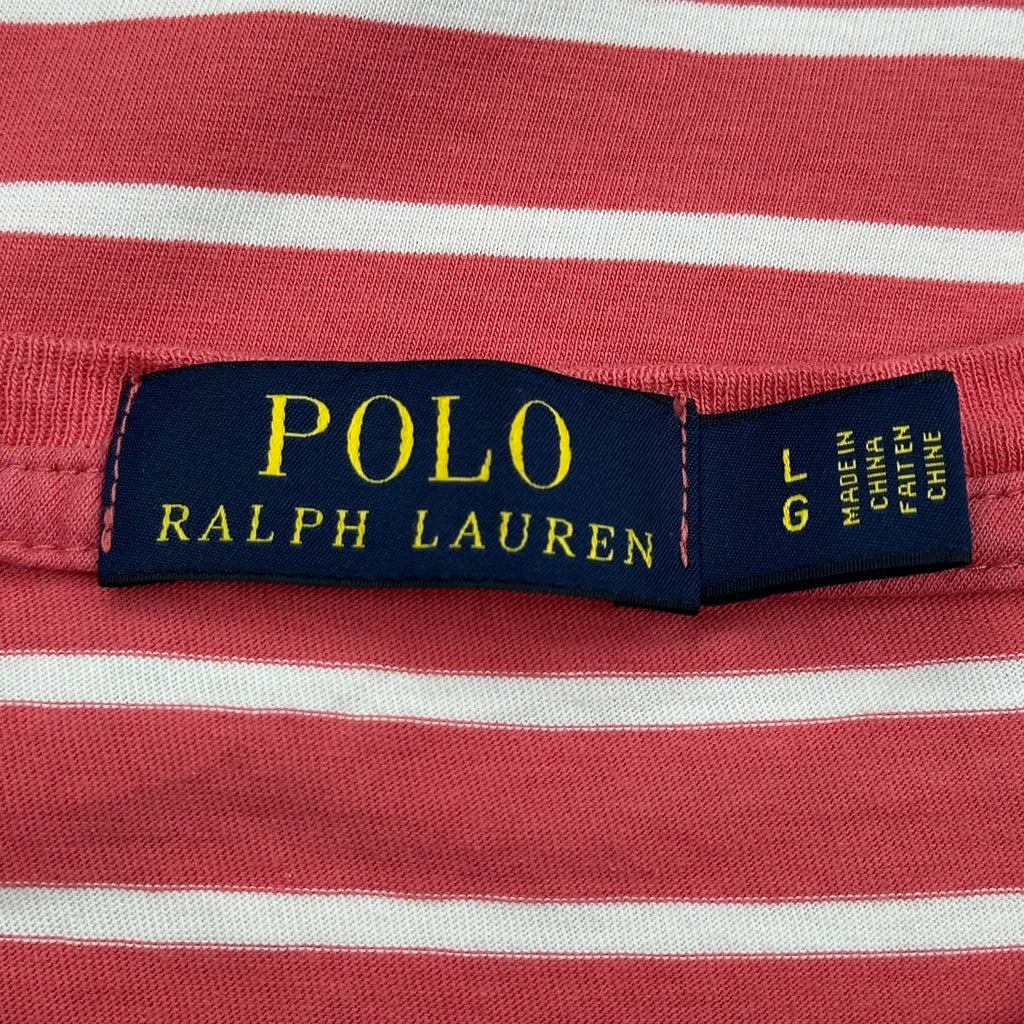 POLO
RALPH LAUREN
L
G
MADE IN
CHINA
FAIT EN
CHINE